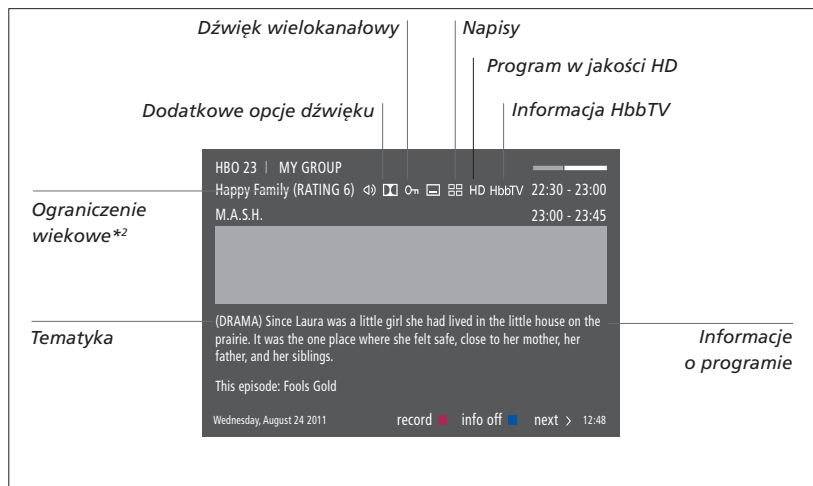 Dźwięk wielokanałowy
Napisy
Program w jakości HD
Dodatkowe opcje dźwięku
Informacja HbbTV
HBO 23 | MY GROUP
Happy Family (RATING 6) HD HbbTV 22:30 - 23:00
M.A.S.H. 23:00 - 23:45
Ograniczenie
wiekowe*2
(DRAMA) Since Laura was a little girl she had lived in the little house on the
prairie. It was the one place where she felt safe, close to her mother, her
father, and her siblings.
This episode: Fools Gold
Tematyka
Informacje
o programie
Wednesday, August 24 2011 record info off next > 12:48